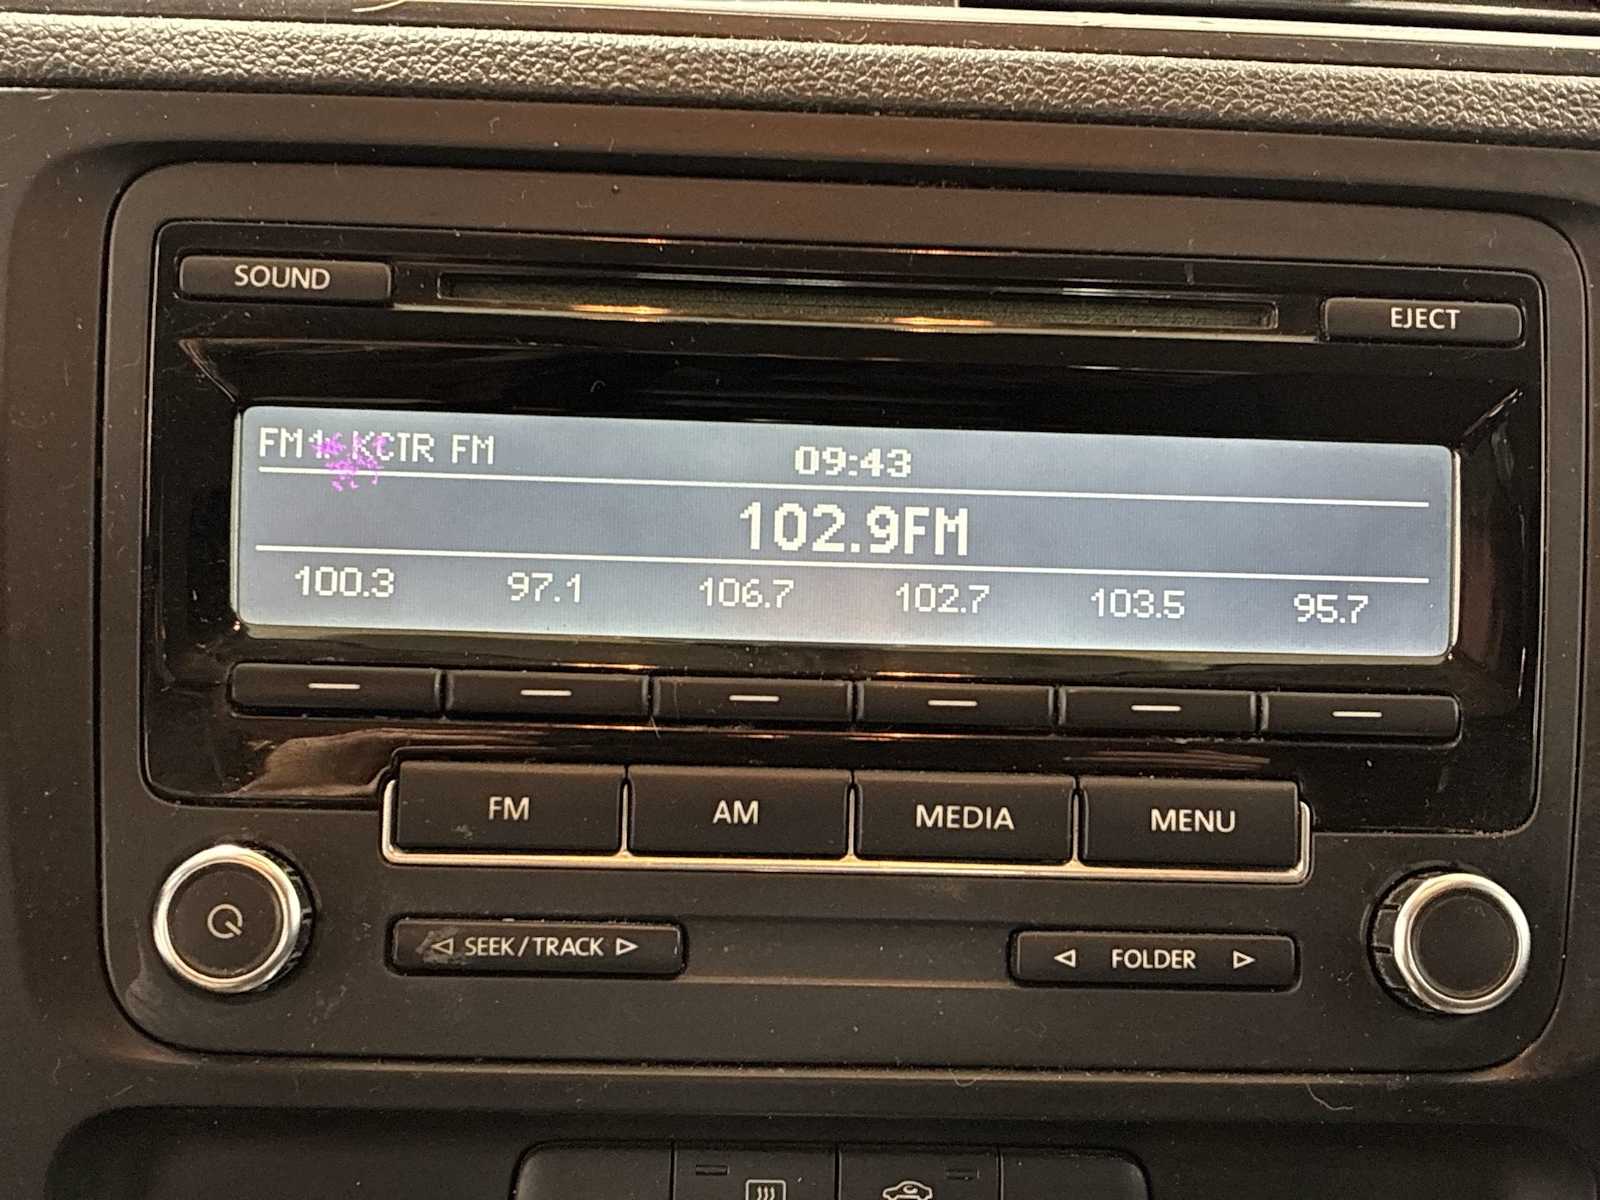 SOUND
EJECT
FM1: KCTR FM
09:43
102.9FM
100.3 97.1 106.7 102.7 103.5 95.7
FM AM MEDIA MENU
SEEK/TRACK
FOLDER